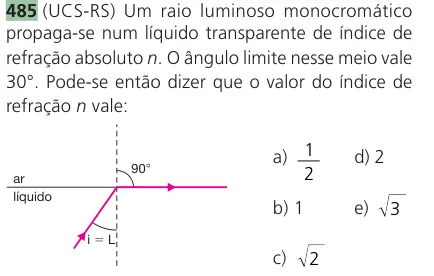 485 (UCS-RS) Um raio luminoso monocromático
propaga-se num líquido transparente de índice de
refração absoluto n. O ângulo limite nesse meio vale
30°. Pode-se então dizer que o valor do índice de
refração n vale:
ar
líquido
90°
i = L
a) 1/2
b) 1
c) √2
d) 2
e) √3